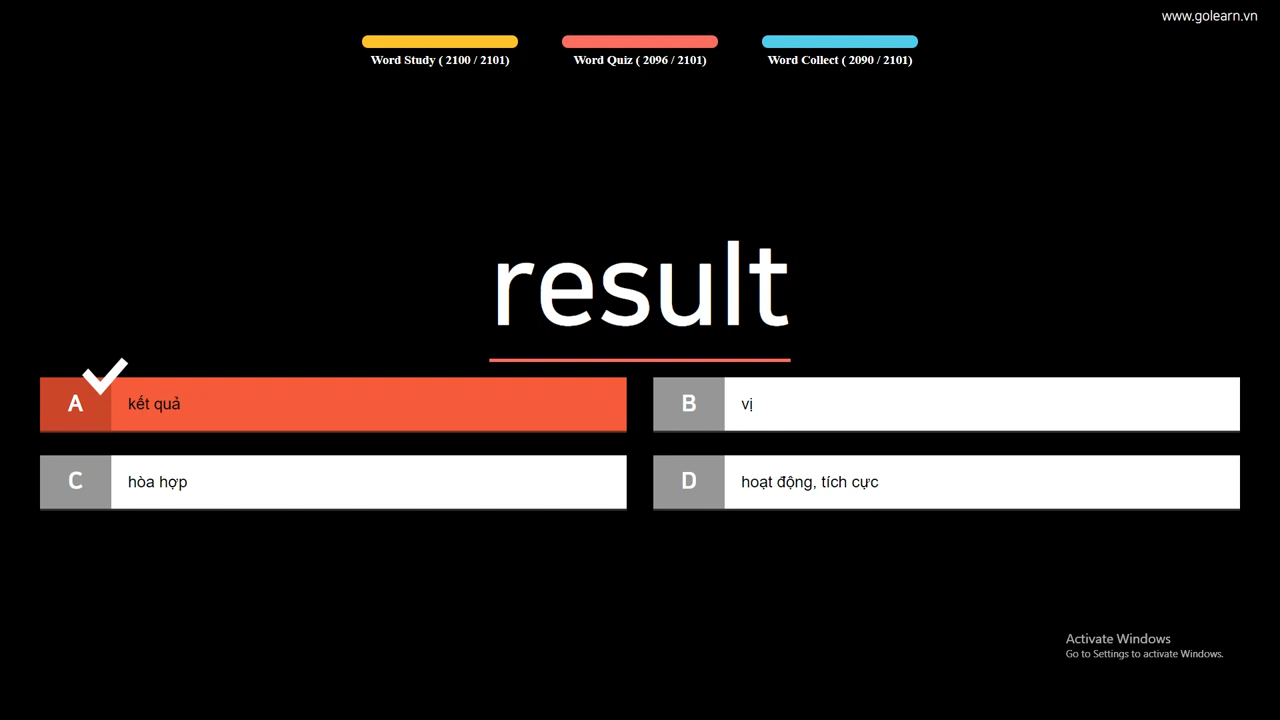 www.golearn.vn
Word Study ( 2100 / 2101)
Word Quiz ( 2096 / 2101)
Word Collect ( 2090 / 2101)
result
A kết quả
B vị
C hòa hợp
D hoạt động, tích cực
Activate Windows
Go to Settings to activate Windows.